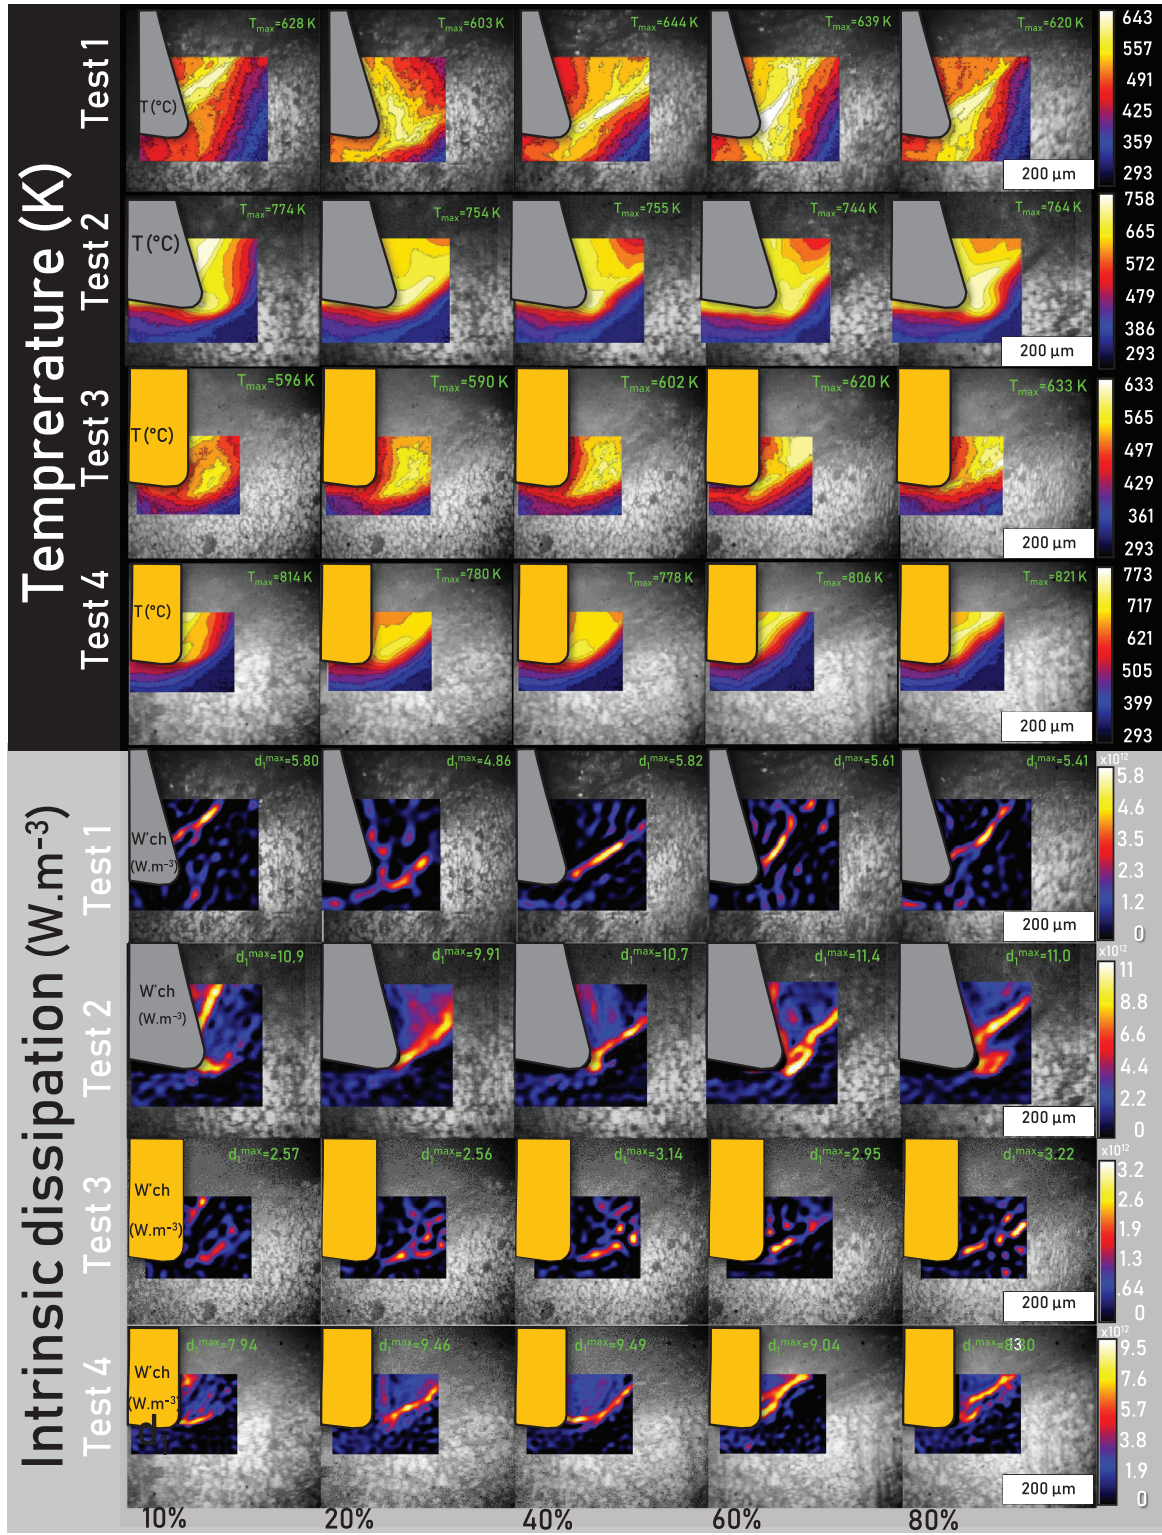 Temprerature (K)
Test 1
Tmax=628 K
Tmax=603 K
Tmax=644 K
Tmax=639 K
Tmax=620 K
T(°C)
200 µm
643
557
491
425
359
293
Test 2
Tmax=774 K
Tmax=754 K
Tmax=755 K
Tmax=744 K
Tmax=764 K
T(°C)
200 µm
758
665
572
479
386
293
Test 3
Tmax=596 K
Tmax=590 K
Tmax=602 K
Tmax=620 K
Tmax=633 K
T(°C)
200 µm
633
565
497
429
361
293
Test 4
Tmax=814 K
Tmax=780 K
Tmax=778 K
Tmax=806 K
Tmax=821 K
T(°C)
200 µm
773
717
621
505
399
293
Intrinsic dissipation (W.m⁻³)
Test 1
d₁ᵐᵃˣ=5.80
d₁ᵐᵃˣ=4.86
d₁ᵐᵃˣ=5.82
d₁ᵐᵃˣ=5.61
d₁ᵐᵃˣ=5.41
W'ch
(W.m⁻³)
200 µm
x10¹²
5.8
4.6
3.5
2.3
1.2
0
Test 2
d₁ᵐᵃˣ=10,9
d₁ᵐᵃˣ=9,91
d₁ᵐᵃˣ=10,7
d₁ᵐᵃˣ=11,4
d₁ᵐᵃˣ=11,0
W'ch
(W.m⁻³)
200 µm
x10¹²
11
8.8
6.6
4.4
2.2
0
Test 3
d₁ᵐᵃˣ=2.57
d₁ᵐᵃˣ=2.56
d₁ᵐᵃˣ=3.14
d₁ᵐᵃˣ=2.95
d₁ᵐᵃˣ=3.22
W'ch
(W.m⁻³)
200 µm
x10¹²
3.2
2.6
1.9
1.3
.64
0
Test 4
d₁ᵐᵃˣ=7.94
d₁ᵐᵃˣ=9.46
d₁ᵐᵃˣ=9.49
d₁ᵐᵃˣ=9.04
W'ch
(W.m⁻³)
200 µm
x10¹²
9.5
7.6
5.7
3.8
1.9
0
10%
20%
40%
60%
80%